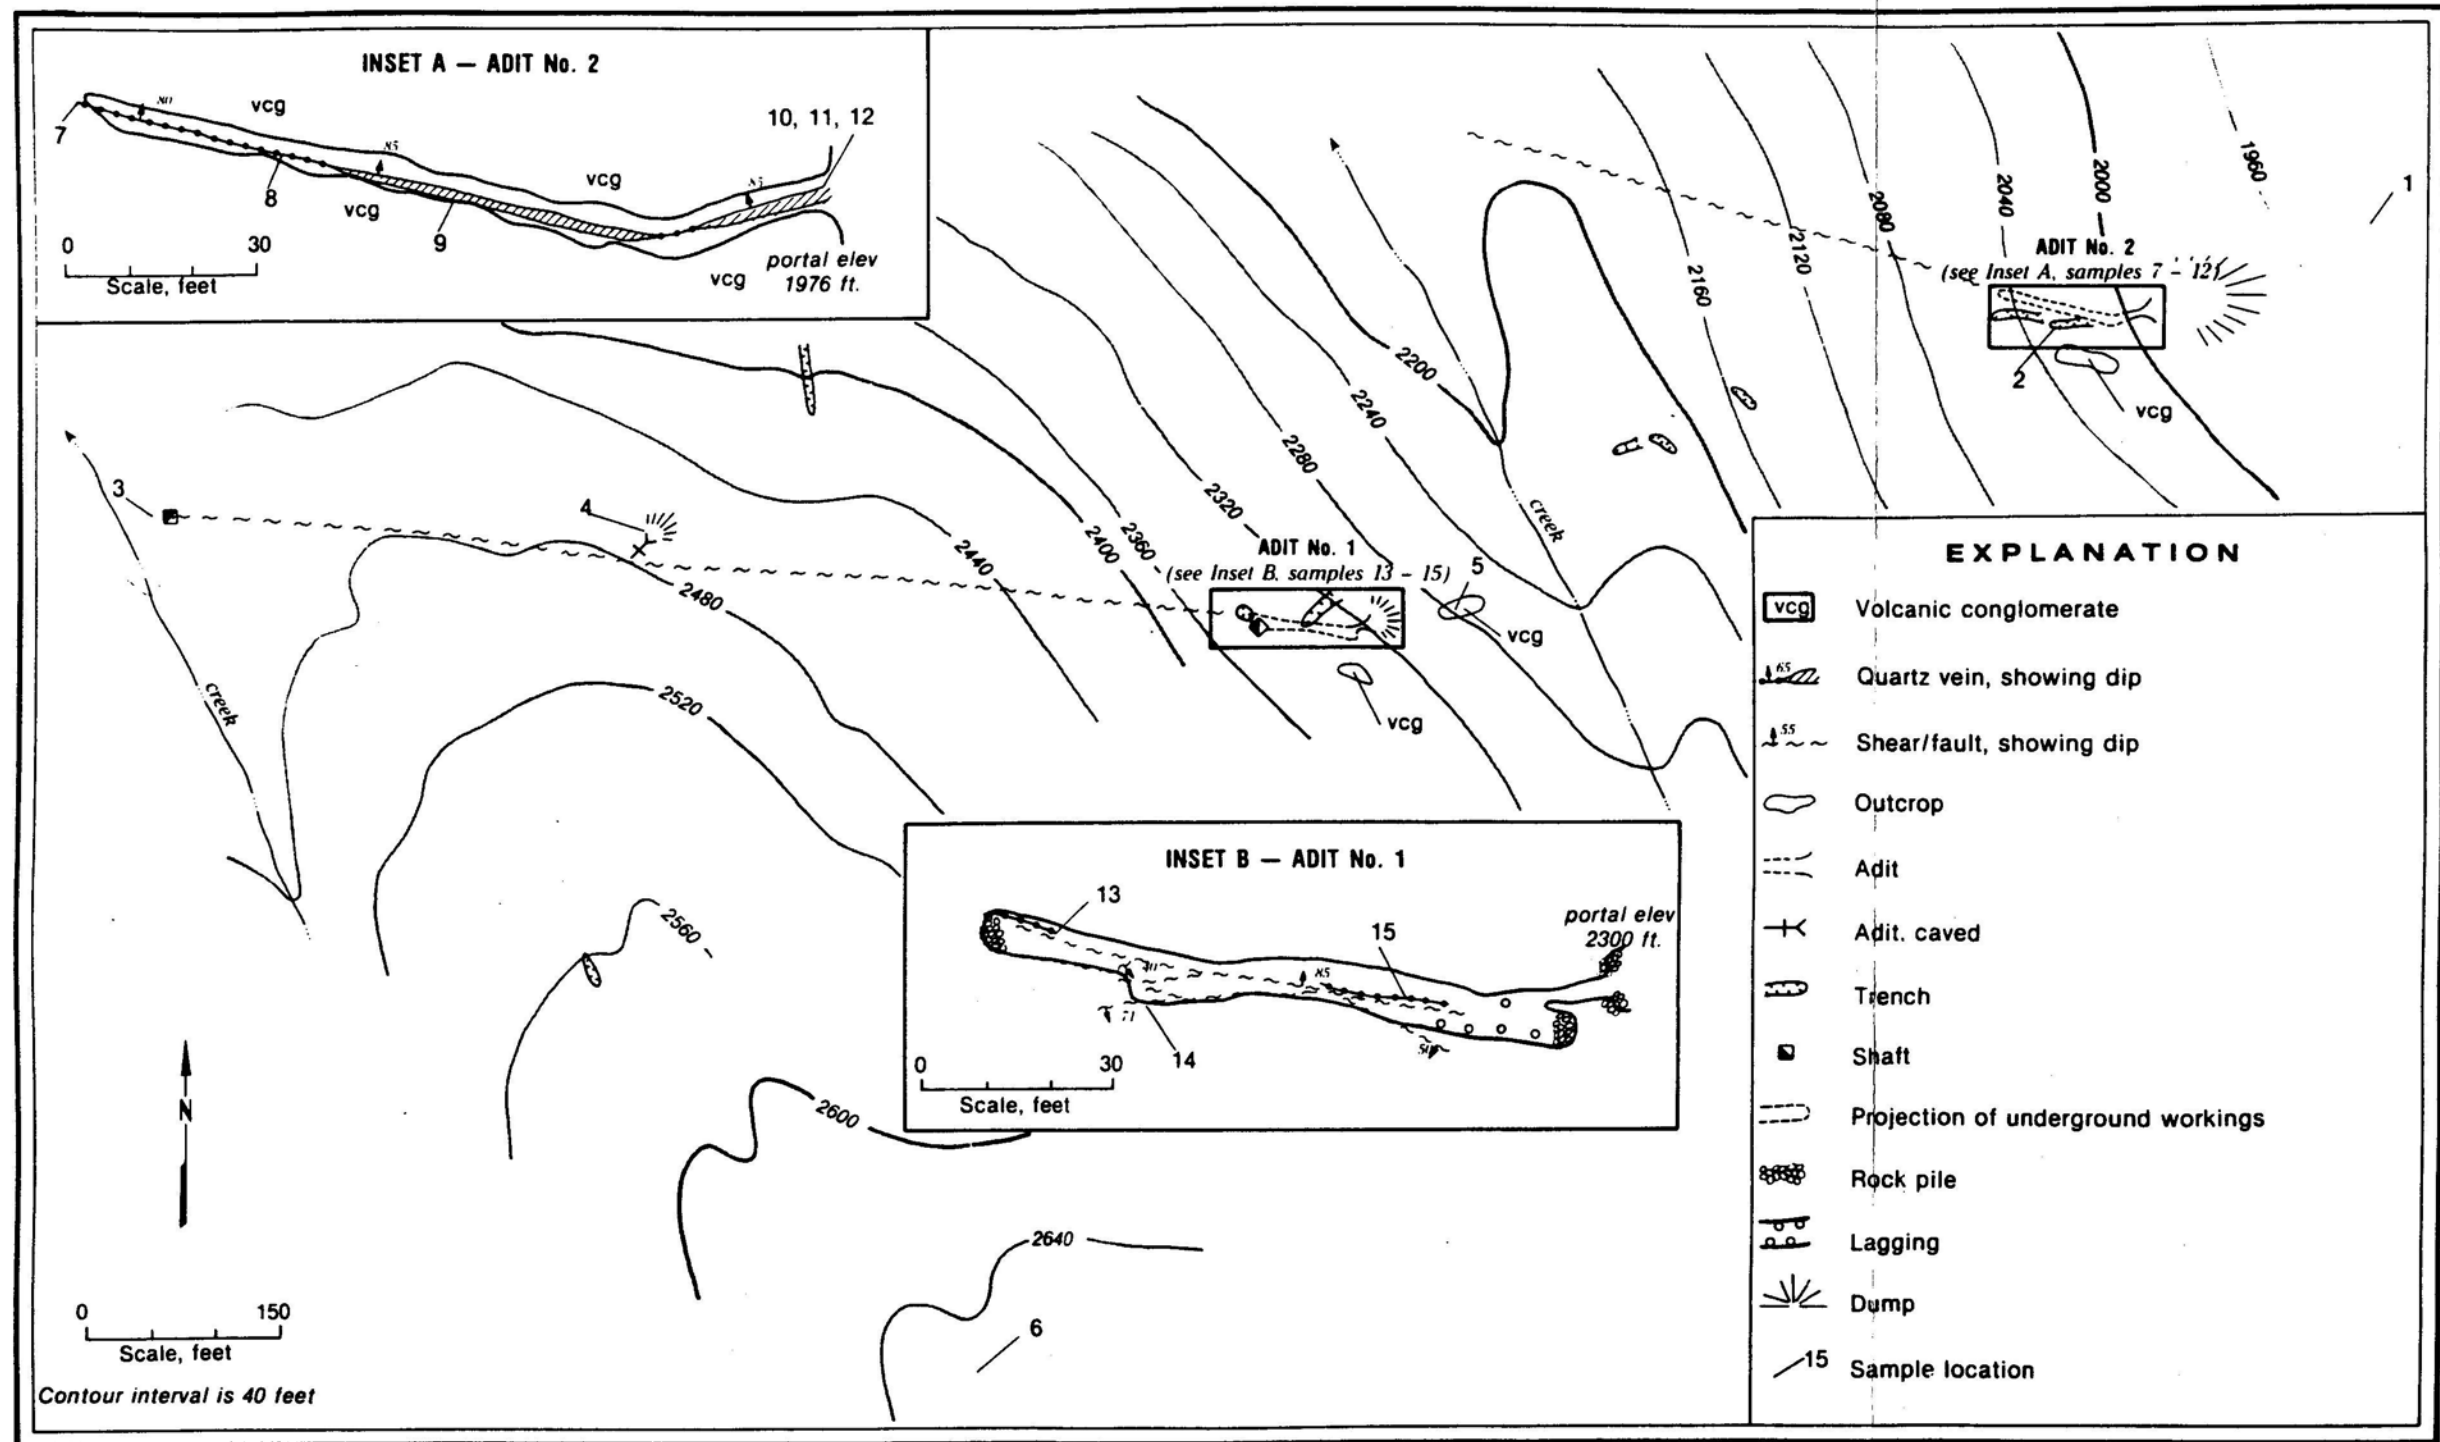 INSET A — ADIT No. 2
80
vcg
10, 11, 12
7
85
vcg
85
8
vcg
9
0 30
Scale, feet
portal elev
1976 ft.
vcg
1960
1
2040
2000
2080
2120
2160
ADIT No. 2
(see Inset A, samples 7 - 12)
2
vcg
2200
2240
2280
2320
2360
2400
2440
2480
2520
2560
2600
2640
creek
3
4
ADIT No. 1
(see Inset B, samples 13 - 15)
5
vcg
vcg
creek
INSET B — ADIT No. 1
13
portal elev
2300 ft.
15
85
71
14
50
0 30
Scale, feet
N
6
0 150
Scale, feet
Contour interval is 40 feet
EXPLANATION
vcg Volcanic conglomerate
65 Quartz vein, showing dip
55 Shear/fault, showing dip
Outcrop
Adit
Adit. caved
Trench
Shaft
Projection of underground workings
Rock pile
Lagging
Dump
15 Sample location